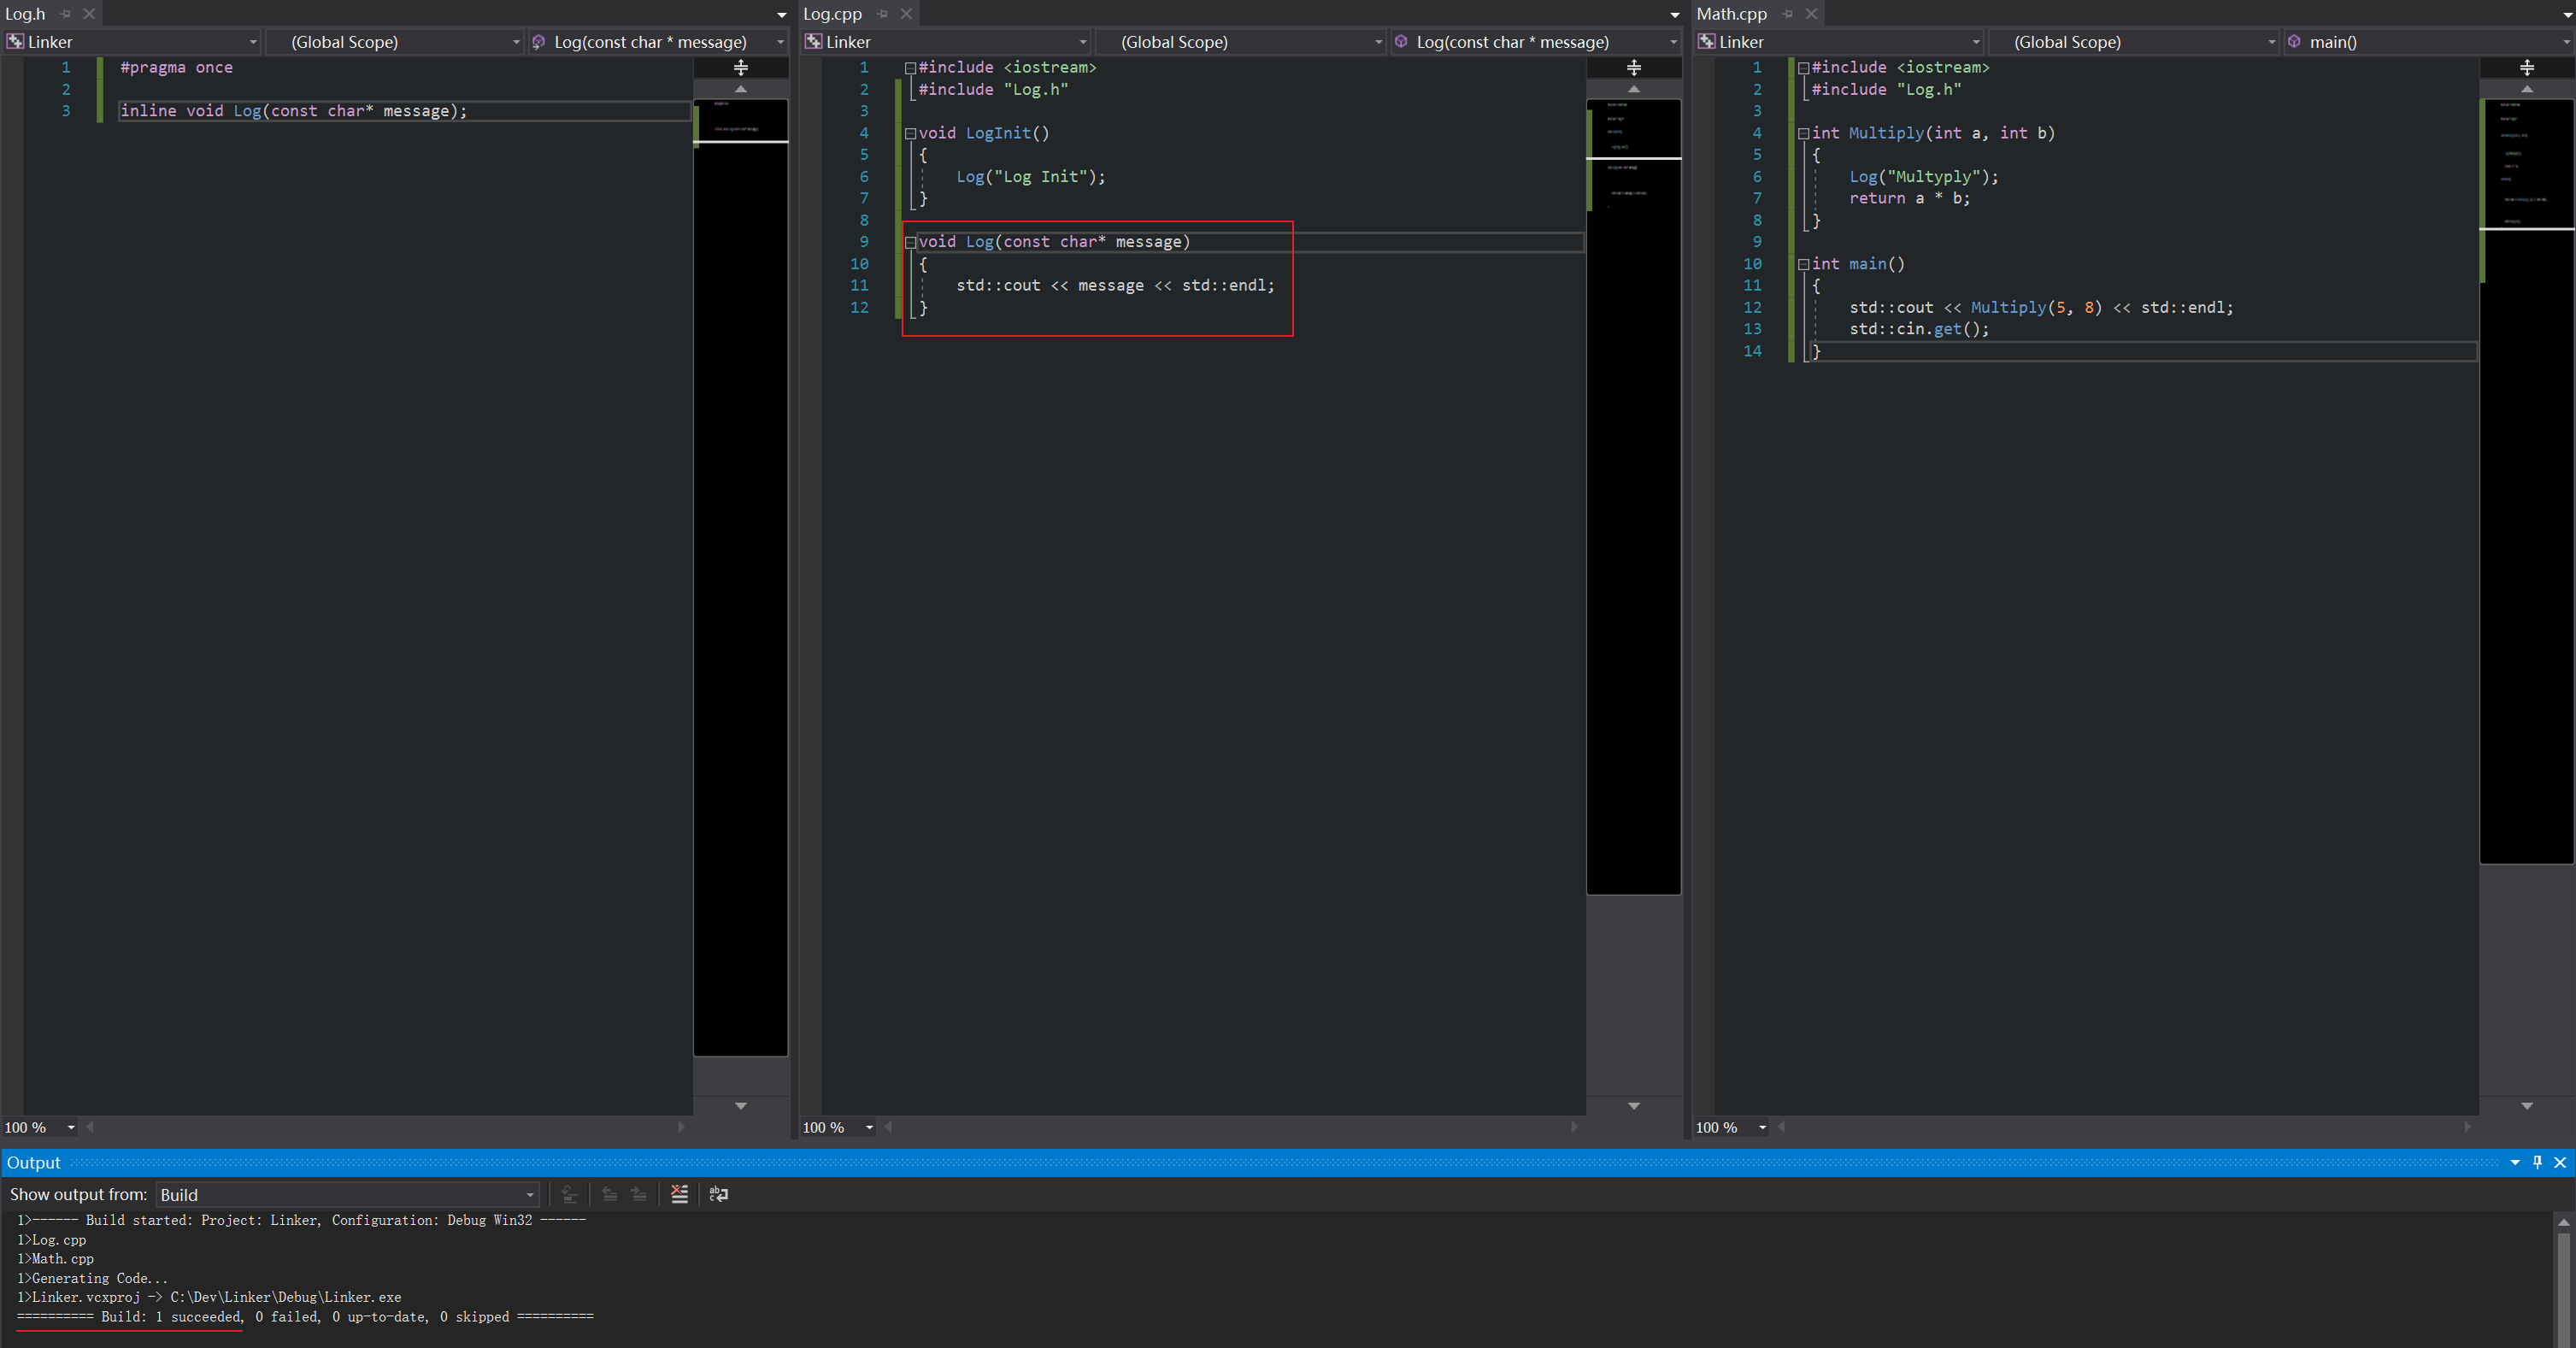 Log.h
Linker
(Global Scope)
Log(const char * message)
1 #pragma once
2
3 inline void Log(const char* message);
100 %
Log.cpp
Linker
(Global Scope)
Log(const char * message)
1 #include <iostream>
2 #include "Log.h"
3
4 void LogInit()
5 {
6 Log("Log Init");
7 }
8
9 void Log(const char* message)
10 {
11 std::cout << message << std::endl;
12 }
100 %
Math.cpp
Linker
(Global Scope)
main()
1 #include <iostream>
2 #include "Log.h"
3
4 int Multiply(int a, int b)
5 {
6 Log("Multyply");
7 return a * b;
8 }
9
10 int main()
11 {
12 std::cout << Multiply(5, 8) << std::endl;
13 std::cin.get();
14 }
100 %
Output
Show output from: Build
1>------ Build started: Project: Linker, Configuration: Debug Win32 ------
1>Log.cpp
1>Math.cpp
1>Generating Code...
1>Linker.vcxproj -> C:\Dev\Linker\Debug\Linker.exe
========== Build: 1 succeeded, 0 failed, 0 up-to-date, 0 skipped ==========